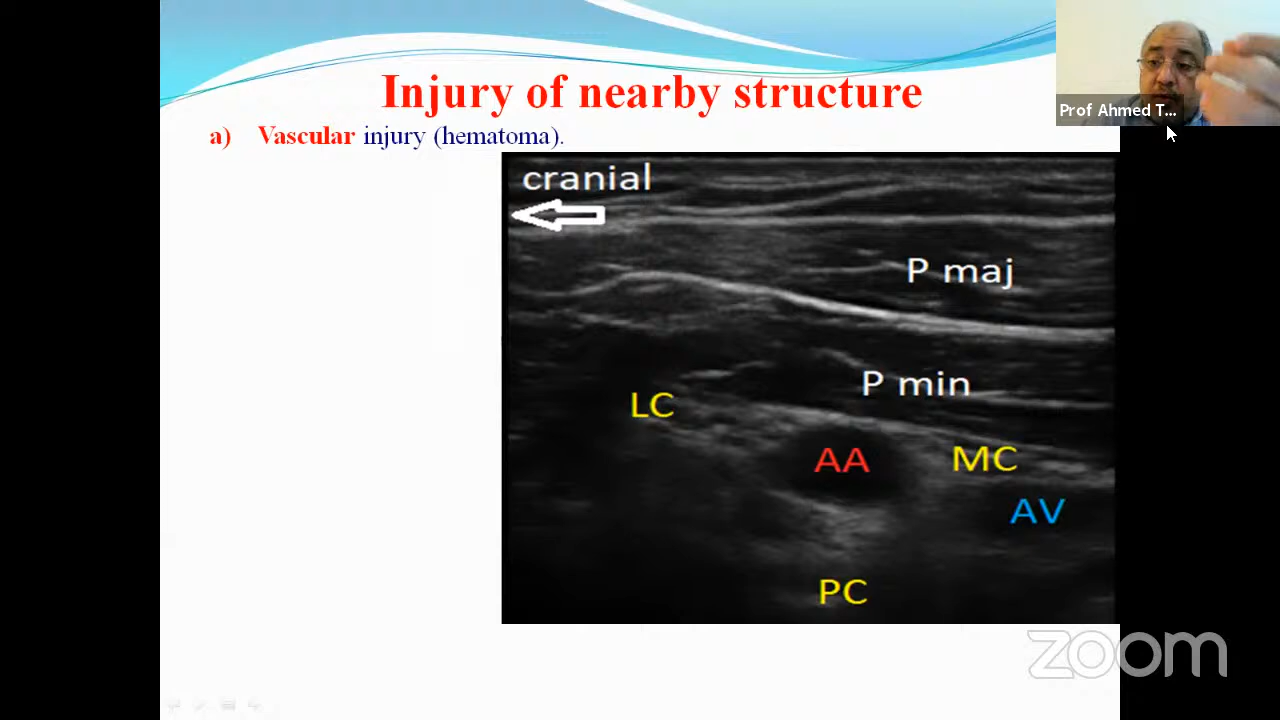 Injury of nearby structure
Prof Ahmed T...
a) Vascular injury (hematoma).
cranial
P maj
P min
LC
AA
MC
AV
PC
zoom